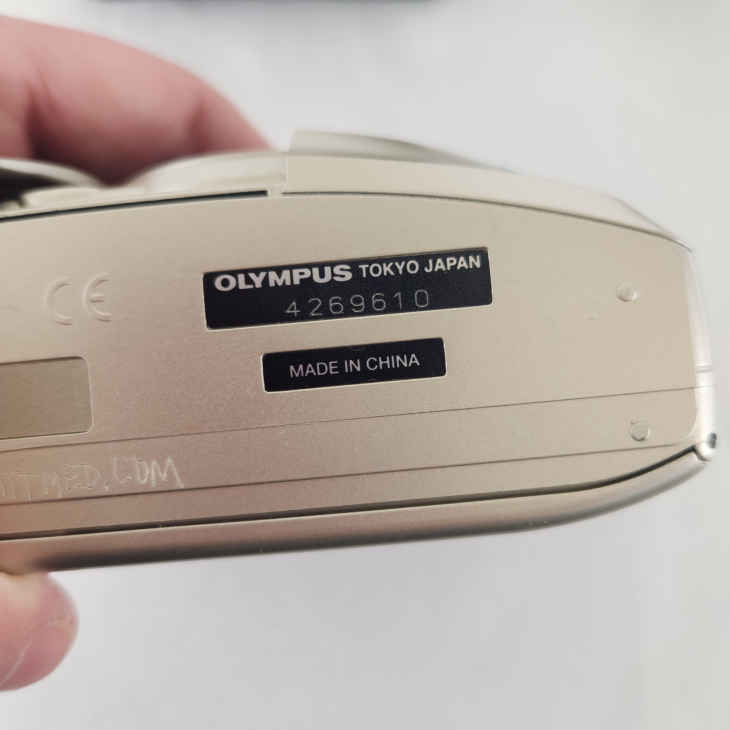 CE
OLYMPUS TOKYO JAPAN
4269610
MADE IN CHINA